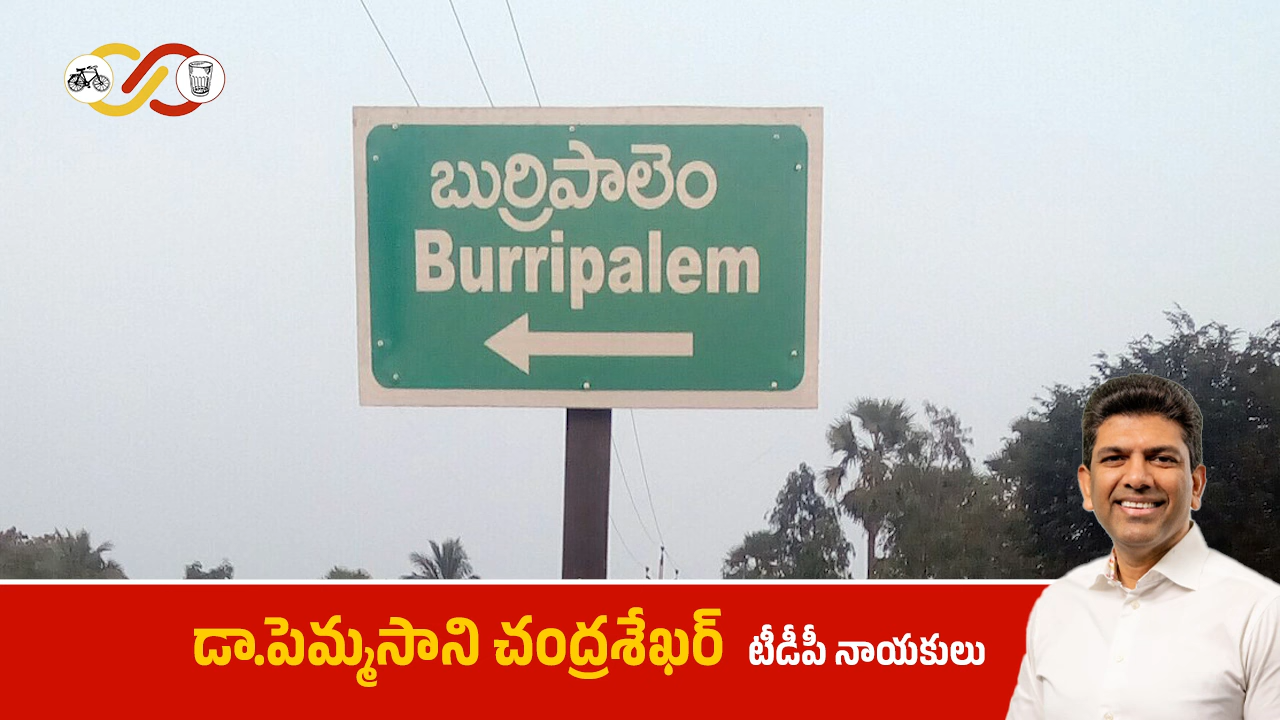 బుర్రిపాలెం
Burripalem
డా.పెమ్మసాని చంద్రశేఖర్ టీడీపీ నాయకులు